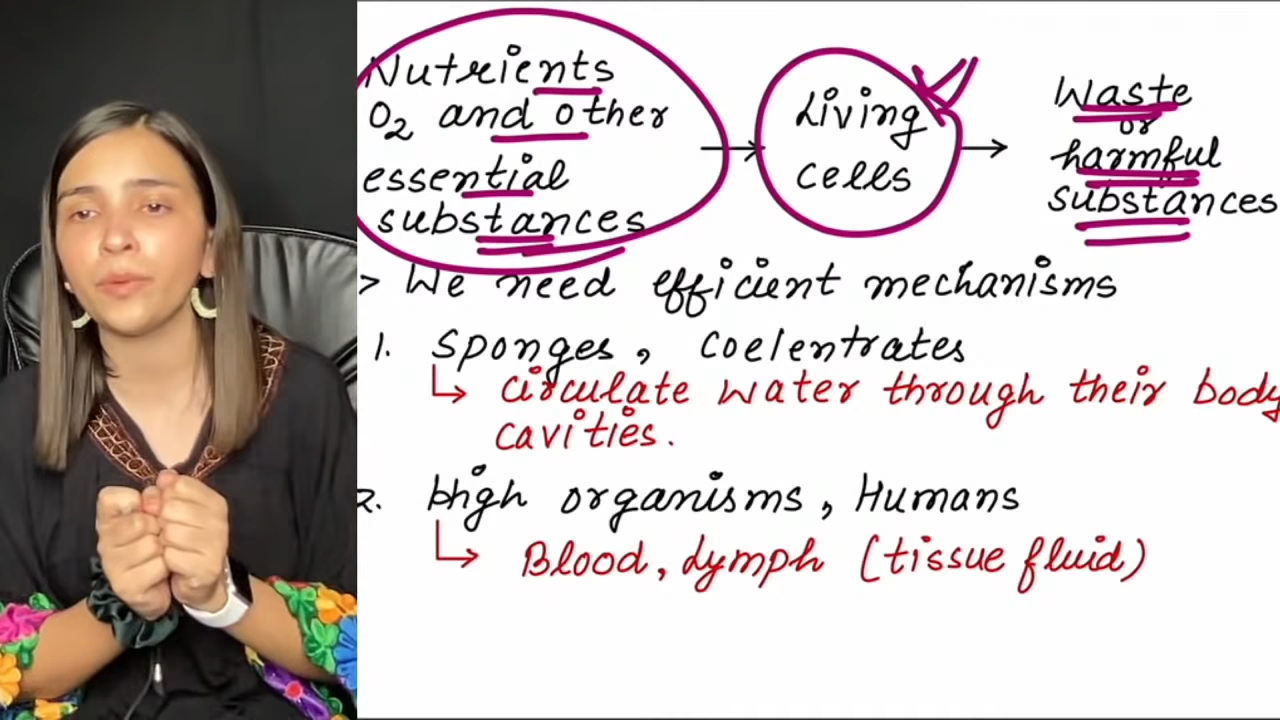 Nutrients
O2 and other
essential
substances
→ Living
cells
→ Waste
or
harmful
substances
> We need efficient mechanisms
1. Sponges, Coelentrates
↳ Circulate water through their body
cavities.
2. High organisms, Humans
↳ Blood, Lymph (tissue fluid)